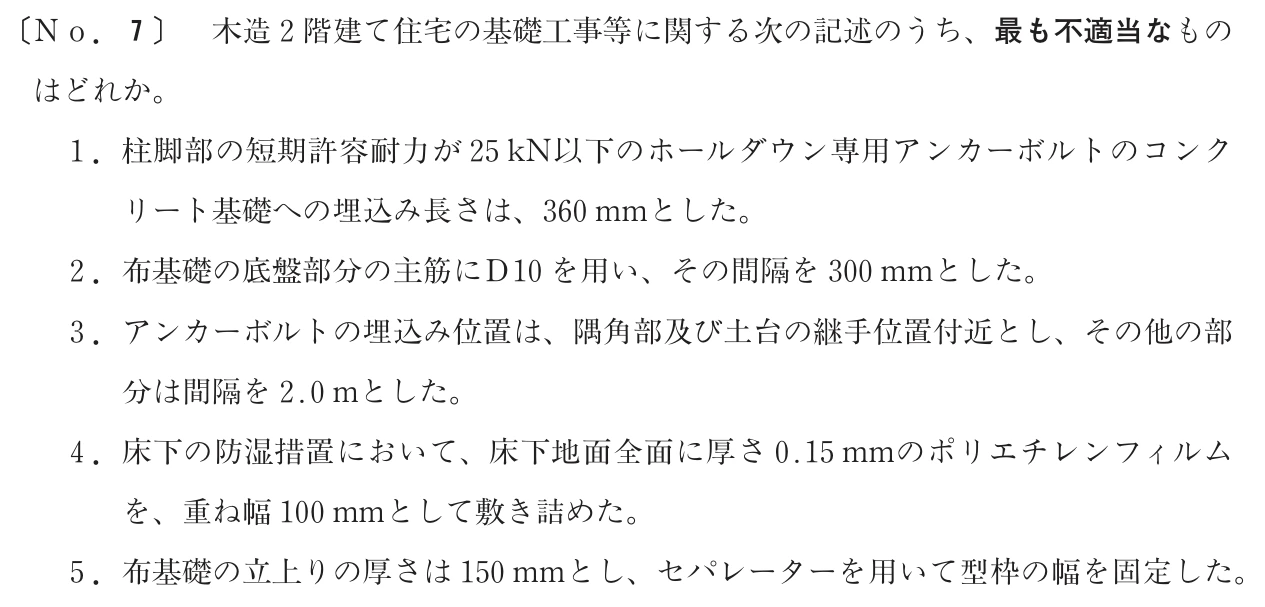 〔No. 7〕 木造2階建て住宅の基礎工事等に関する次の記述のうち、最も不適当なもの
はどれか。
1. 柱脚部の短期許容耐力が25 kN以下のホールダウン専用アンカーボルトのコンク
リート基礎への埋込み長さは、360 mmとした。
2. 布基礎の底盤部分の主筋にD10を用い、その間隔を300 mmとした。
3. アンカーボルトの埋込み位置は、隅角部及び土台の継手位置付近とし、その他の部
分は間隔を2.0 mとした。
4. 床下の防湿措置において、床下地面全面に厚さ0.15 mmのポリエチレンフィルム
を、重ね幅100 mmとして敷き詰めた。
5. 布基礎の立上りの厚さは150 mmとし、セパレーターを用いて型枠の幅を固定した。